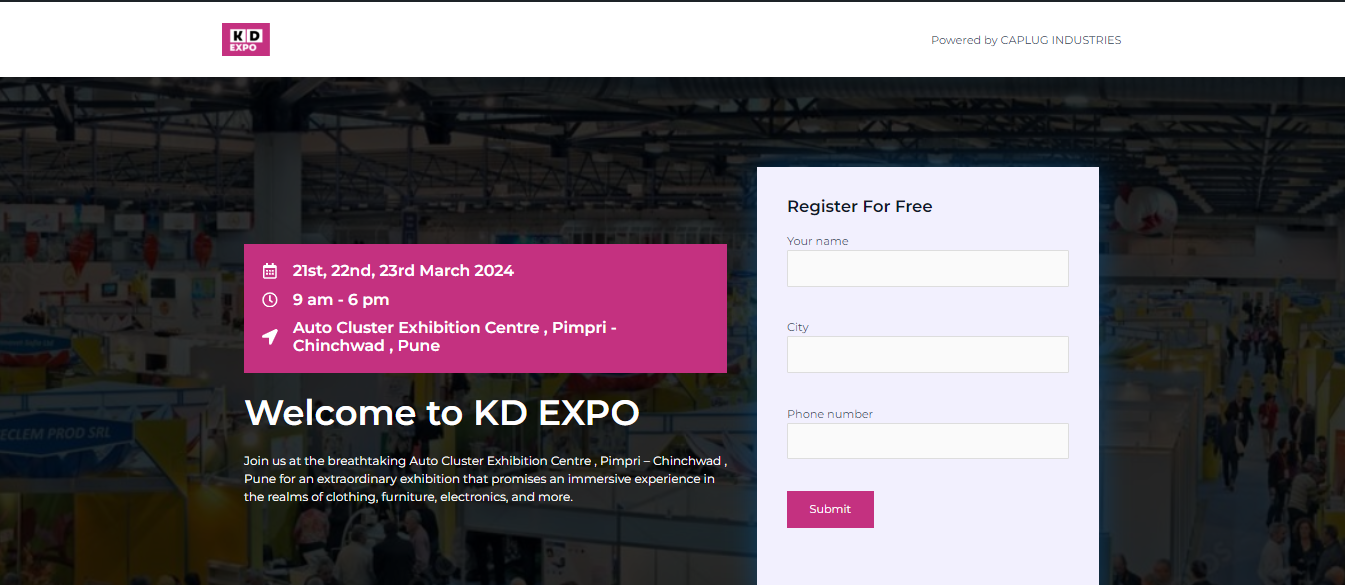 KD
EXPO
Powered by CAPLUG INDUSTRIES
21st, 22nd, 23rd March 2024
9 am - 6 pm
Auto Cluster Exhibition Centre , Pimpri -
Chinchwad , Pune
Welcome to KD EXPO
Join us at the breathtaking Auto Cluster Exhibition Centre , Pimpri – Chinchwad ,
Pune for an extraordinary exhibition that promises an immersive experience in
the realms of clothing, furniture, electronics, and more.
Register For Free
Your name
City
Phone number
Submit
ECLEM PROD SRL